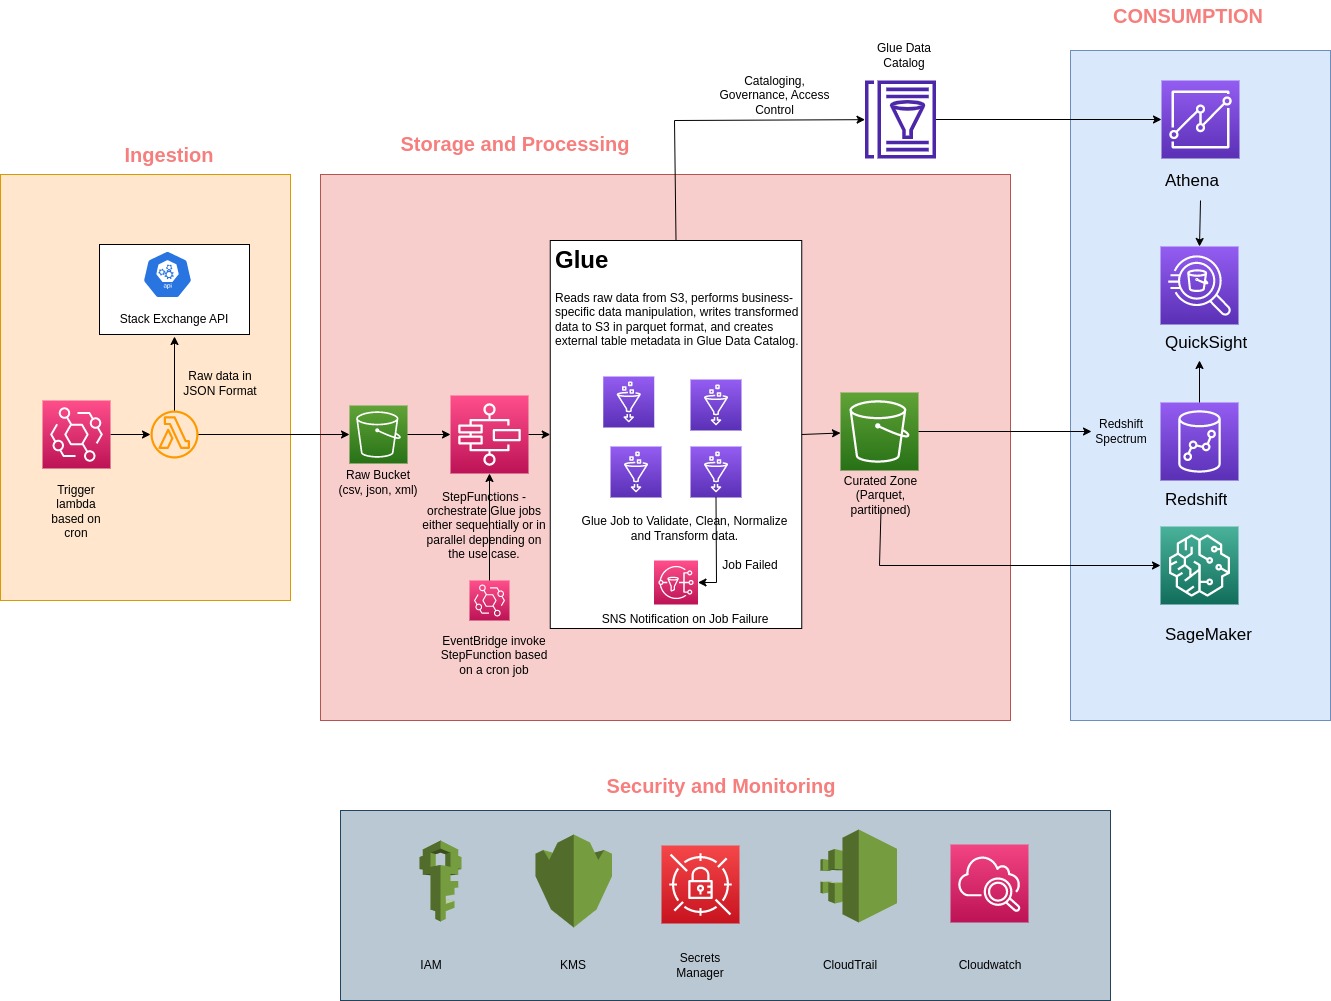 CONSUMPTION
Glue Data
Catalog
Cataloging,
Governance, Access
Control
Storage and Processing
Ingestion
Athena
Glue
Reads raw data from S3, performs business-
specific data manipulation, writes transformed
data to S3 in parquet format, and creates
external table metadata in Glue Data Catalog.
api
Stack Exchange API
QuickSight
Raw data in
JSON Format
Redshift
Spectrum
Raw Bucket
(csv, json, xml)
Curated Zone
(Parquet,
partitioned)
Trigger
lambda
based on
cron
StepFunctions -
orchestrate Glue jobs
either sequentially or in
parallel depending on
the use case.
Redshift
Glue Job to Validate, Clean, Normalize
and Transform data.
Job Failed
SNS Notification on Job Failure
EventBridge invoke
StepFunction based
on a cron job
SageMaker
Security and Monitoring
IAM
KMS
Secrets
Manager
CloudTrail
Cloudwatch